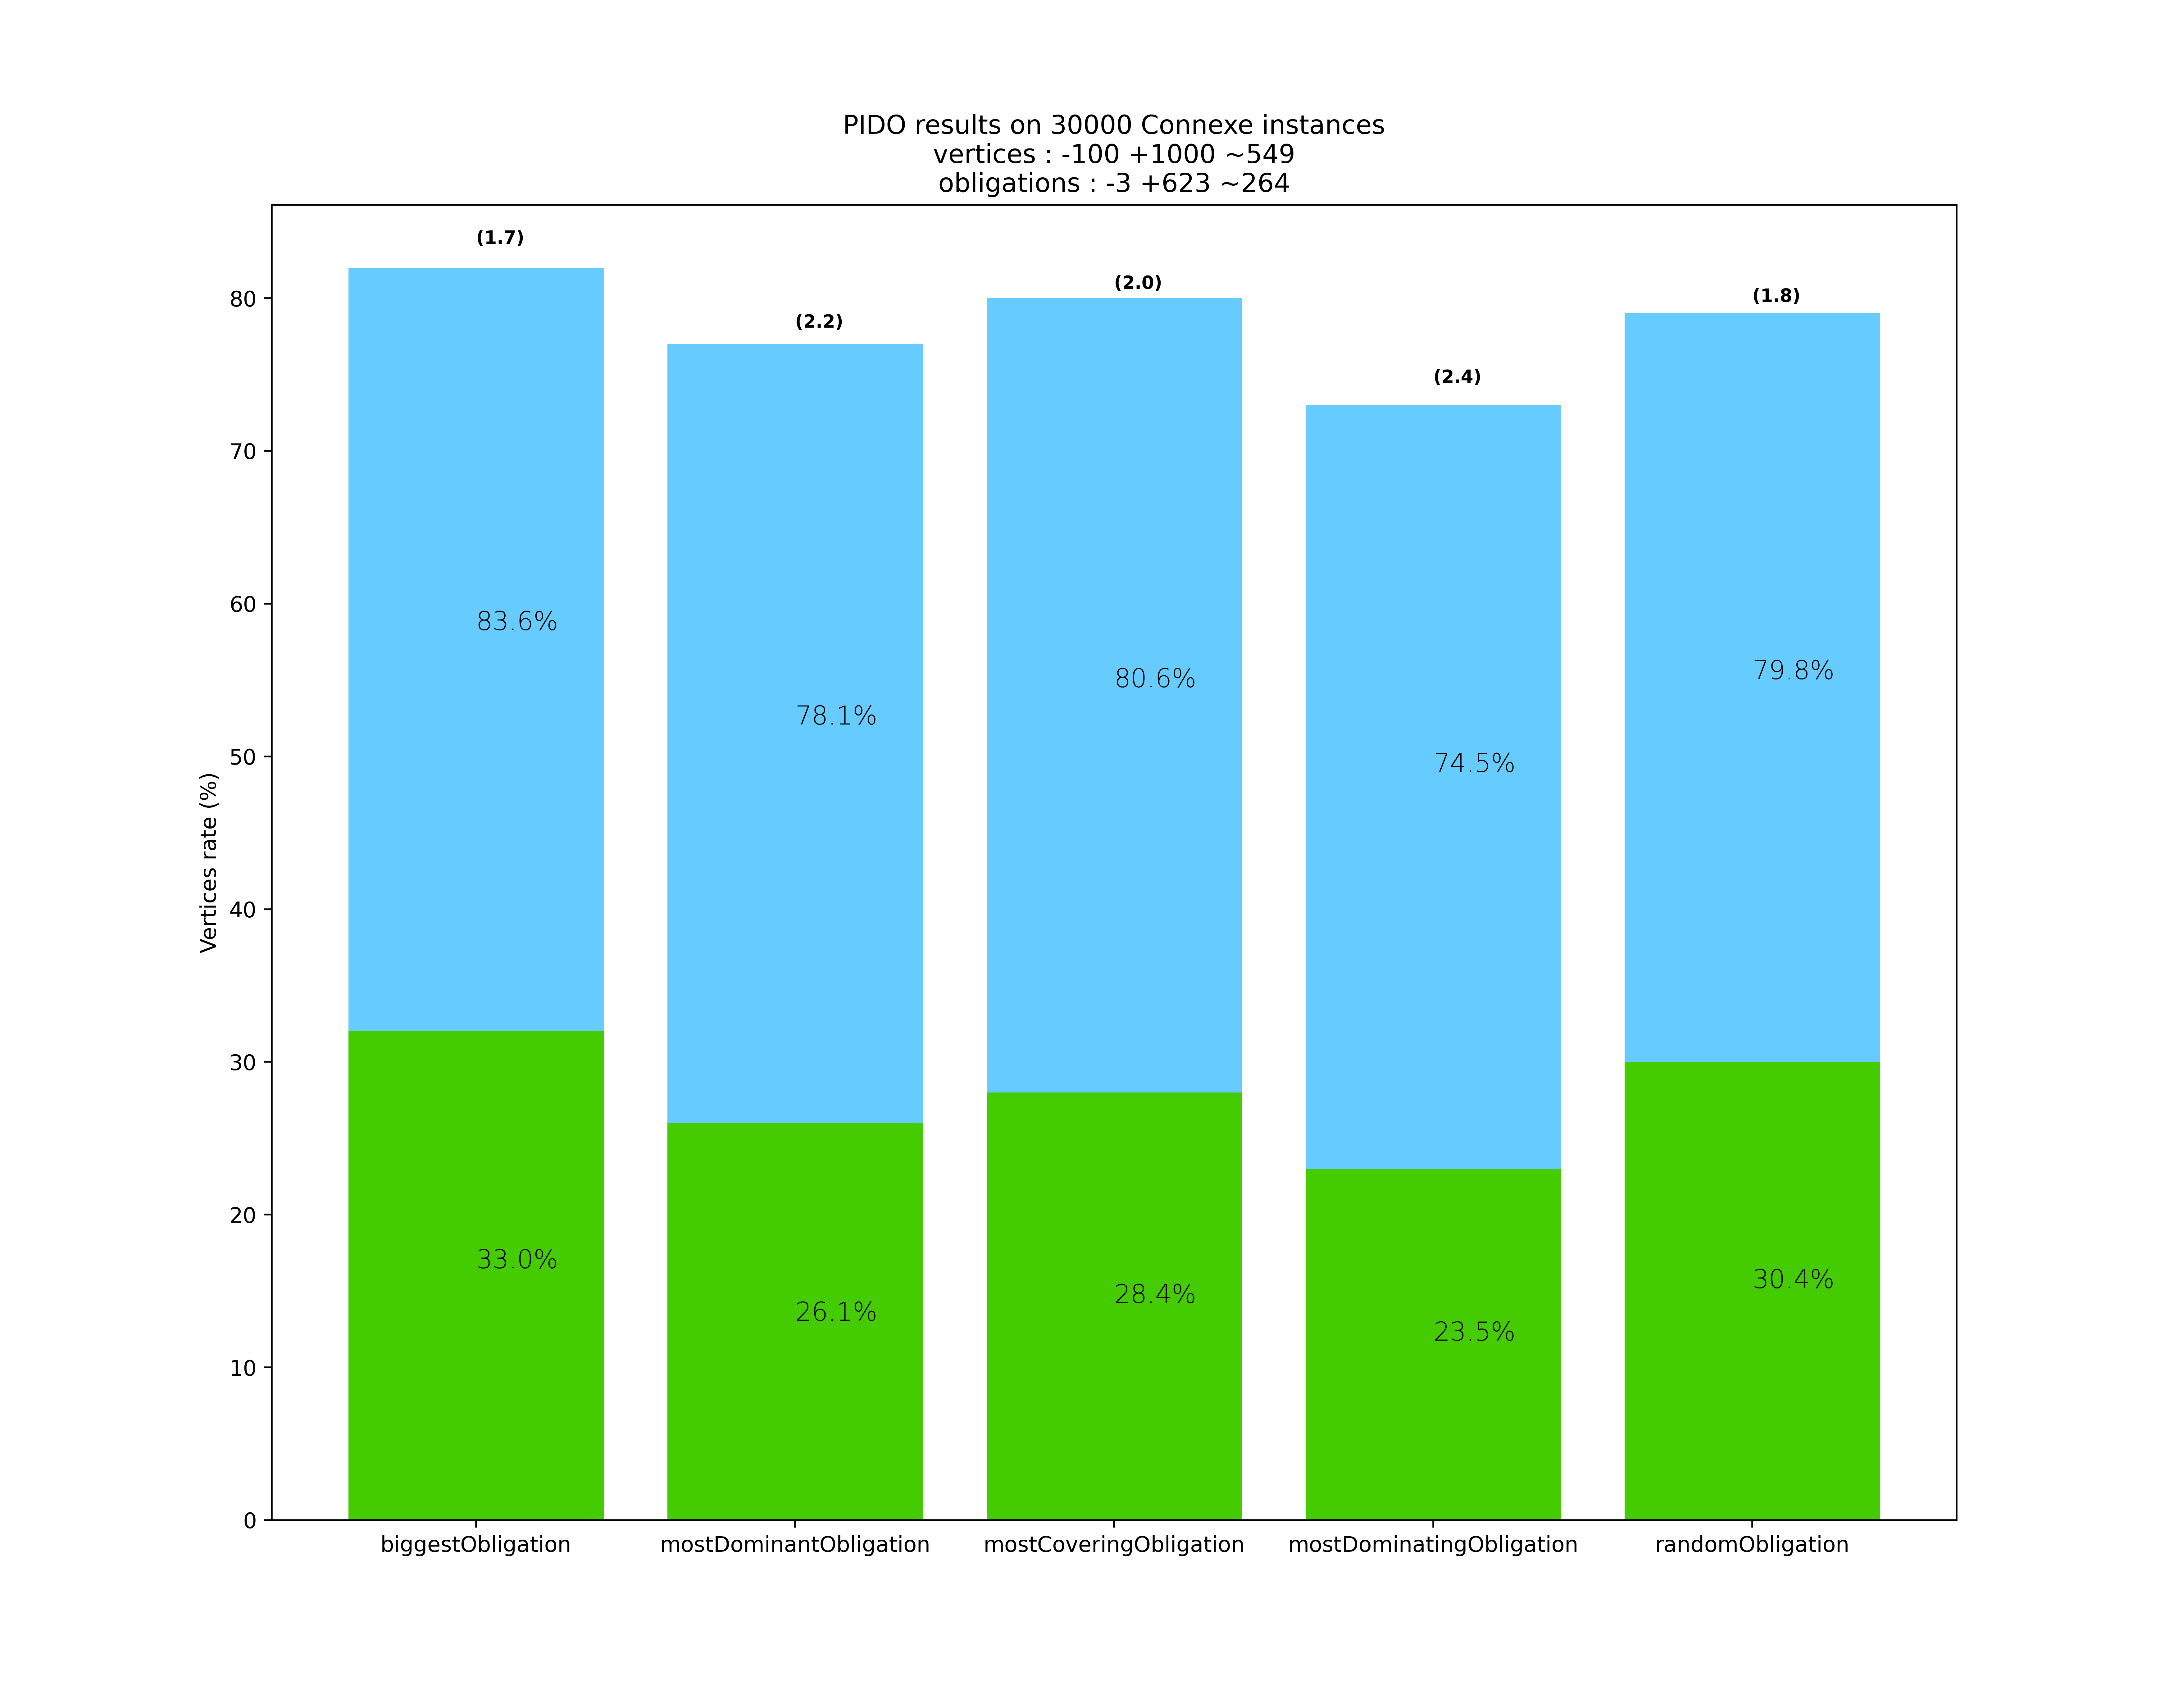 PIDO results on 30000 Connexe instances
vertices : -100 +1000 ~549
obligations : -3 +623 ~264
Vertices rate (%)
80
70
60
50
40
30
20
10
0
(1.7)
(2.2)
(2.0)
(2.4)
(1.8)
83.6%
78.1%
80.6%
74.5%
79.8%
33.0%
26.1%
28.4%
23.5%
30.4%
biggestObligation
mostDominantObligation
mostCoveringObligation
mostDominatingObligation
randomObligation